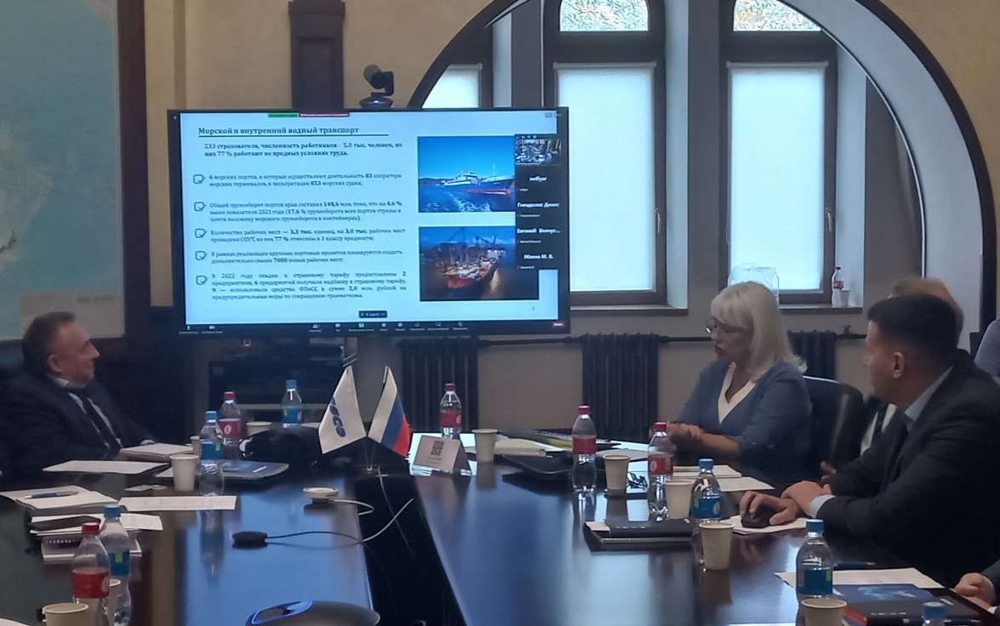 Морской и внутренний водный транспорт
233 страхователя, численность работников – 5,0 тыс. человек, из
них 77 % работают во вредных условиях труда.
6 морских портов, в которых осуществляют деятельность 83 оператора
морских терминалов, в эксплуатации 853 морских судна;
Общий грузооборот портов края составил 148,6 млн. тонн, что на 4,6 %
выше показателя 2021 года (17,6 % грузооборота всех портов страны и
почти половину морского грузооборота в контейнерах);
Количество рабочих мест — 3,3 тыс. единиц, на 3,0 тыс. рабочих мест
проведена СОУТ, из них 77 % отнесены к 3 классу вредности;
В рамках реализации крупных портовых проектов планируется создать
дополнительно свыше 7000 новых рабочих мест;
В 2022 году скидки к страховому тарифу предоставлены 2
предприятиям, 6 предприятий получили надбавку к страховому тарифу,
9 — использовали средства ФПиСС в сумме 2,0 млн. рублей на
предупредительные меры по сокращению травматизма.
Гнездилов Денис
Евгений Белоус...
Манов М. В.